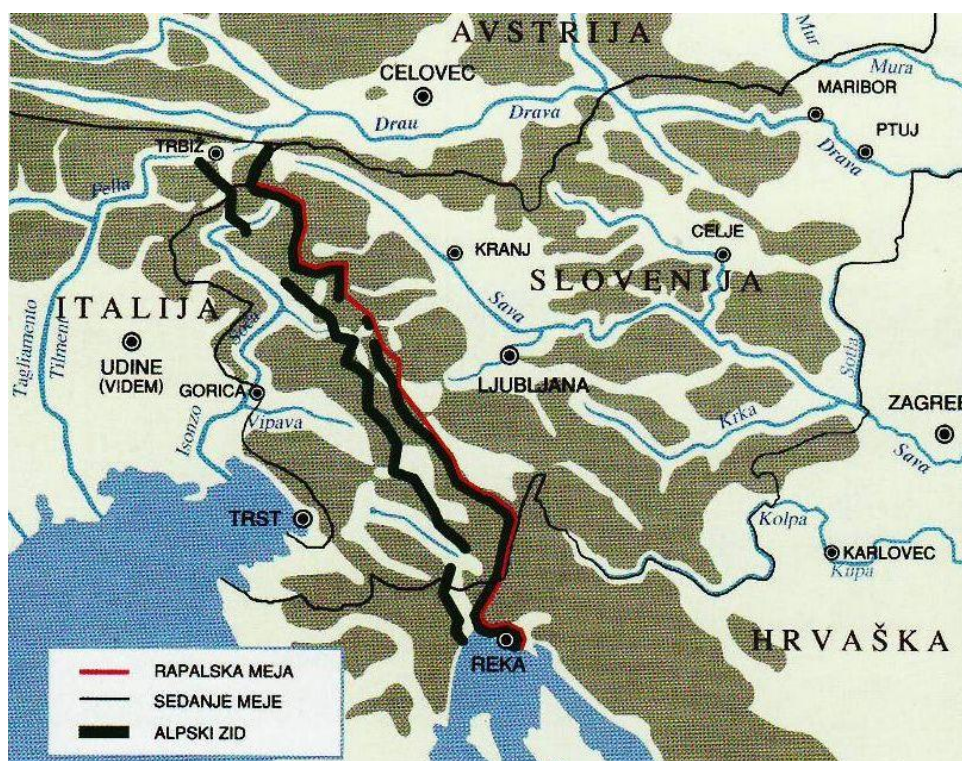 AVSTRIJA
Mur
Mura
CELOVEC
MARIBOR
Drau
Drava
PTUJ
Drava
TRBIŽ
Fella
KRANJ
CELJE
SLOVENIJA
Sava
ITALIJA
Soča
Sotla
Tagliamento
Tilment
UDINE
(VIDEM)
LJUBLJANA
GORICA
Vipava
Isonzo
Krka
ZAGREB
Sava
TRST
Kolpa
KARLOVEC
Kupa
HRVAŠKA
REKA
RAPALSKA MEJA
SEDANJE MEJE
ALPSKI ZID